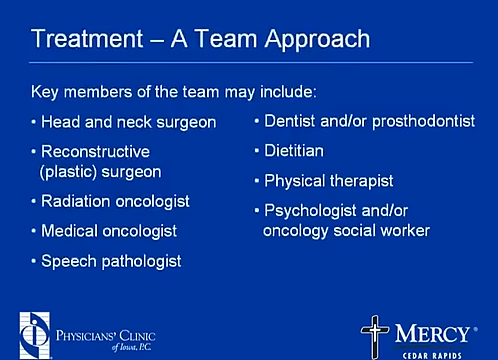 Treatment – A Team Approach
Key members of the team may include:
• Head and neck surgeon
• Reconstructive
(plastic) surgeon
• Radiation oncologist
• Medical oncologist
• Speech pathologist
• Dentist and/or prosthodontist
• Dietitian
• Physical therapist
• Psychologist and/or
oncology social worker
PHYSICIANS' CLINIC
of Iowa, P.C.
MERCY®
CEDAR RAPIDS